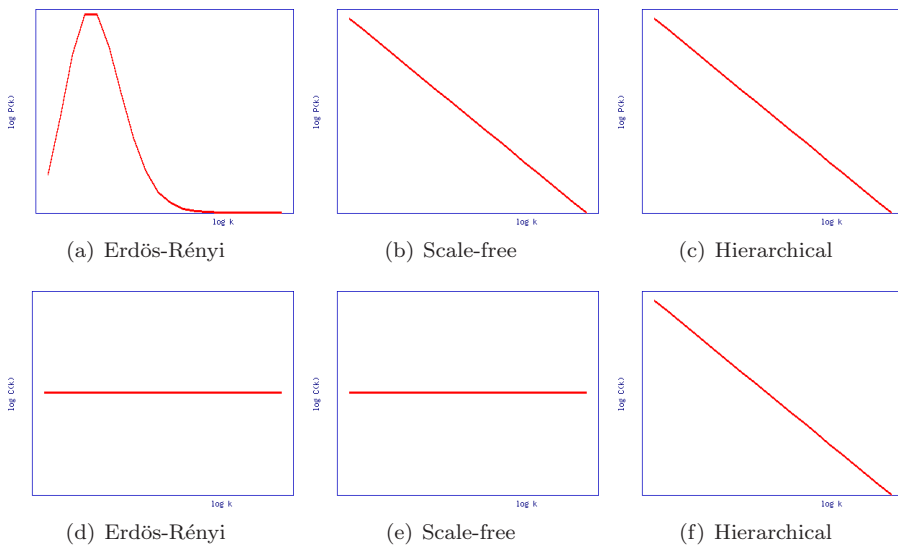 log P(k)
log k
(a) Erdös-Rényi
log P(k)
log k
(b) Scale-free
log P(k)
log k
(c) Hierarchical
log C(k)
log k
(d) Erdös-Rényi
log C(k)
log k
(e) Scale-free
log C(k)
log k
(f) Hierarchical